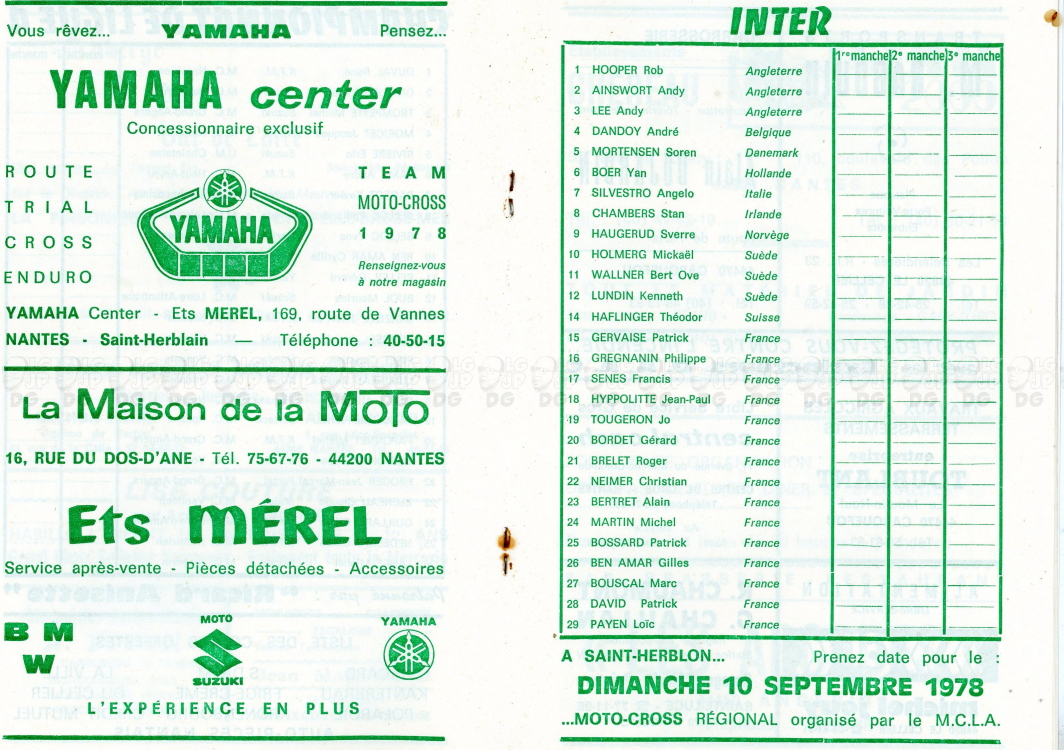 Vous rêvez... YAMAHA Pensez...
YAMAHA center
Concessionnaire exclusif
ROUTE
TRIAL
CROSS
ENDURO
YAMAHA
TEAM
MOTO-CROSS
1978
Renseignez-vous
à notre magasin
YAMAHA Center - Ets MEREL, 169, route de Vannes
NANTES - Saint-Herblain — Téléphone : 40-50-15
La Maison de la Moto
16, RUE DU DOS-D'ANE - Tél. 75-67-76 - 44200 NANTES
Ets MÉREL
Service après-vente - Pièces détachées - Accessoires
BM
W
MOTO
SUZUKI
YAMAHA
L'EXPÉRIENCE EN PLUS
INTER
1re manche 2e manche 3e manche
1 HOOPER Rob Angleterre
2 AINSWORT Andy Angleterre
3 LEE Andy Angleterre
4 DANDOY André Belgique
5 MORTENSEN Soren Danemark
6 BOER Yan Hollande
7 SILVESTRO Angelo Italie
8 CHAMBERS Stan Irlande
9 HAUGERUD Sverre Norvège
10 HOLMERG Mickaël Suède
11 WALLNER Bert Ove Suède
12 LUNDIN Kenneth Suède
14 HAFLINGER Théodor Suisse
15 GERVAISE Patrick France
16 GREGNANIN Philippe France
17 SENES Francis France
18 HYPPOLITTE Jean-Paul France
19 TOUGERON Jo France
20 BORDET Gérard France
21 BRELET Roger France
22 NEIMER Christian France
23 BERTRET Alain France
24 MARTIN Michel France
25 BOSSARD Patrick France
26 BEN AMAR Gilles France
27 BOUSCAL Marc France
28 DAVID Patrick France
29 PAYEN Loïc France
A SAINT-HERBLON... Prenez date pour le :
DIMANCHE 10 SEPTEMBRE 1978
...MOTO-CROSS RÉGIONAL organisé par le M.C.L.A.